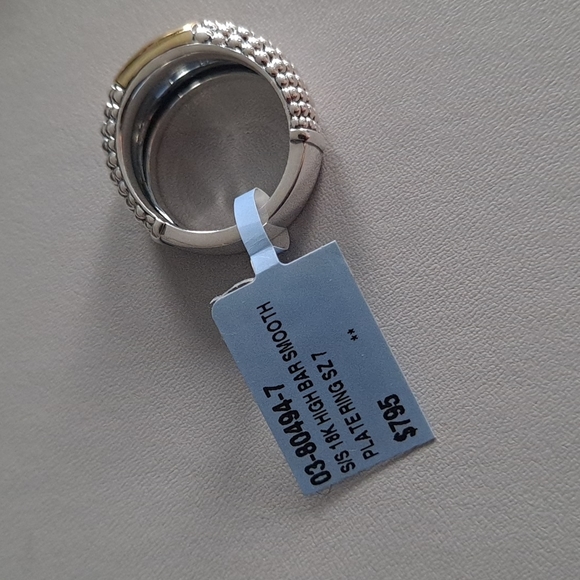 03-80494-7
S/S 18K HIGH BAR SMOOTH
PLATE RING SZ 7
**
$795